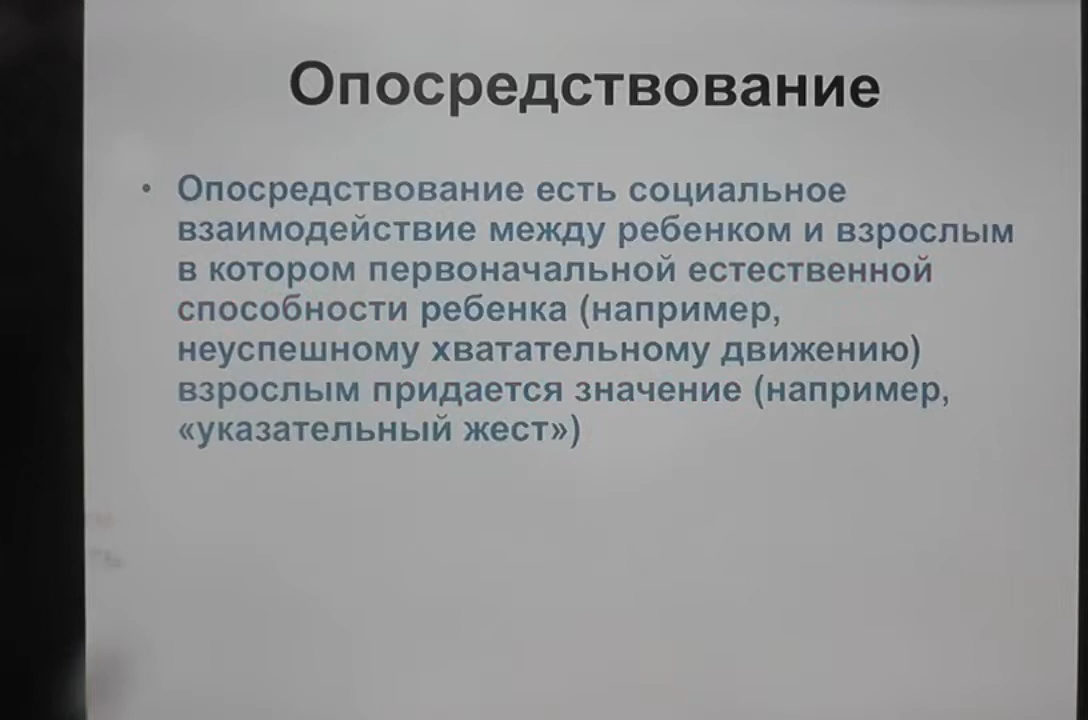 Опосредствование
• Опосредствование есть социальное
взаимодействие между ребенком и взрослым
в котором первоначальной естественной
способности ребенка (например,
неуспешному хватательному движению)
взрослым придается значение (например,
«указательный жест»)